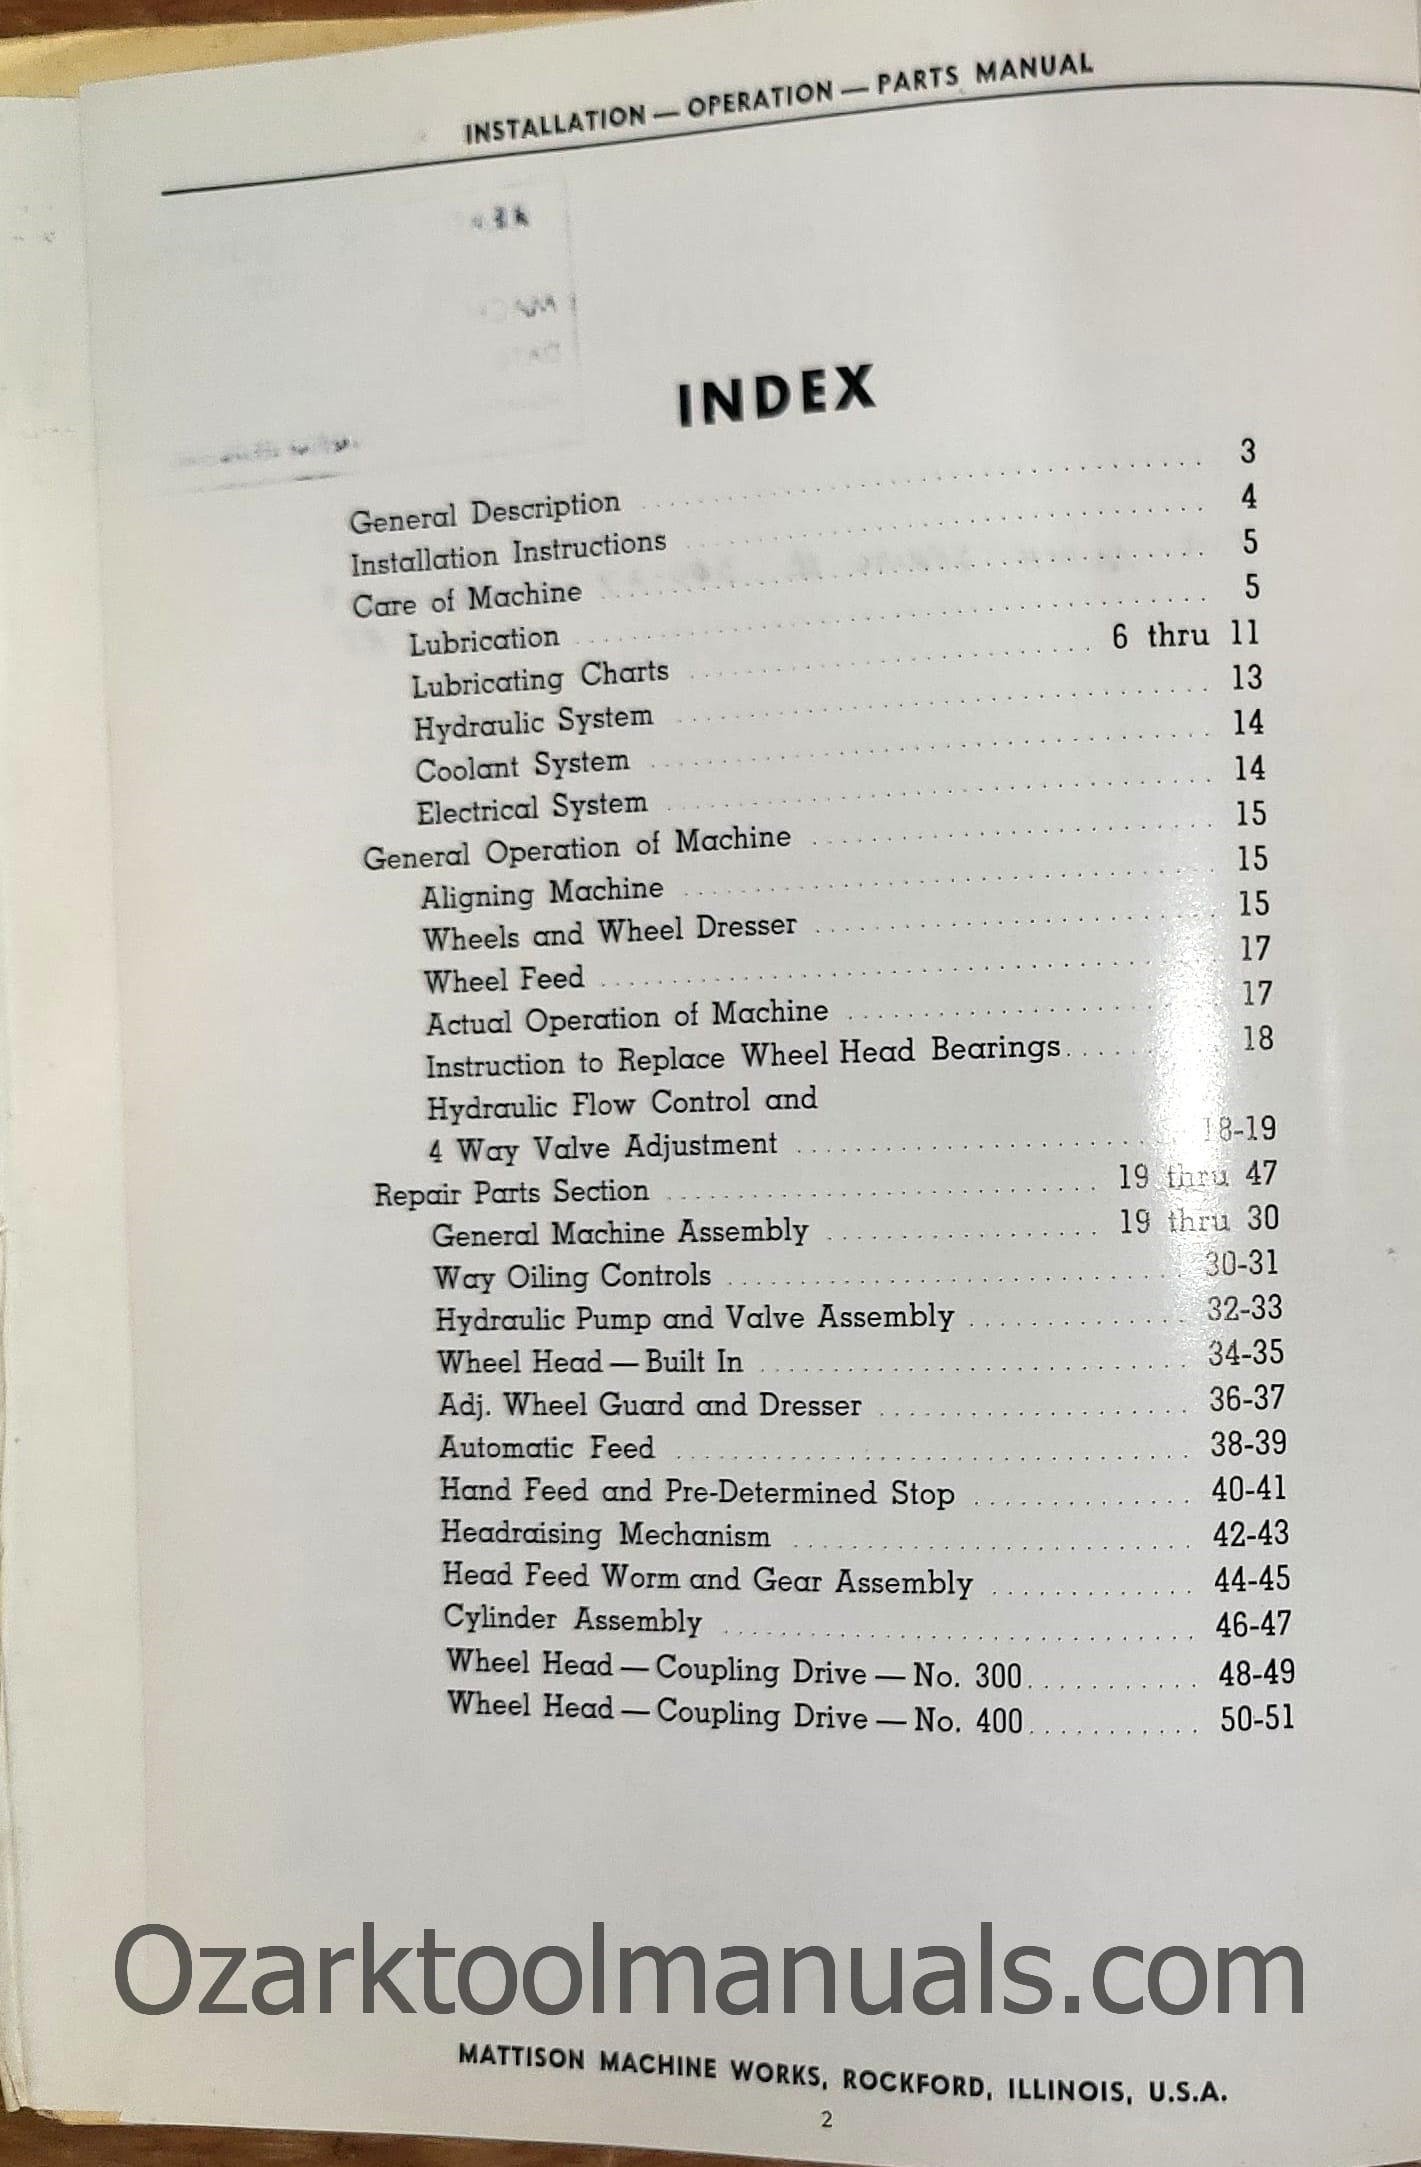 INSTALLATION — OPERATION — PARTS MANUAL
INDEX
General Description 3
Installation Instructions 4
Care of Machine 5
Lubrication 5
Lubricating Charts 6 thru 11
Hydraulic System 13
Coolant System 14
Electrical System 14
General Operation of Machine 15
Aligning Machine 15
Wheels and Wheel Dresser 15
Wheel Feed 17
Actual Operation of Machine 17
Instruction to Replace Wheel Head Bearings 18
Hydraulic Flow Control and
4 Way Valve Adjustment 18-19
Repair Parts Section 19 thru 47
General Machine Assembly 19 thru 30
Way Oiling Controls 30-31
Hydraulic Pump and Valve Assembly 32-33
Wheel Head — Built In 34-35
Adj. Wheel Guard and Dresser 36-37
Automatic Feed 38-39
Hand Feed and Pre-Determined Stop 40-41
Headraising Mechanism 42-43
Head Feed Worm and Gear Assembly 44-45
Cylinder Assembly 46-47
Wheel Head — Coupling Drive — No. 300 48-49
Wheel Head — Coupling Drive — No. 400 50-51
Ozarktoolmanuals.com
MATTISON MACHINE WORKS, ROCKFORD, ILLINOIS, U.S.A.
2